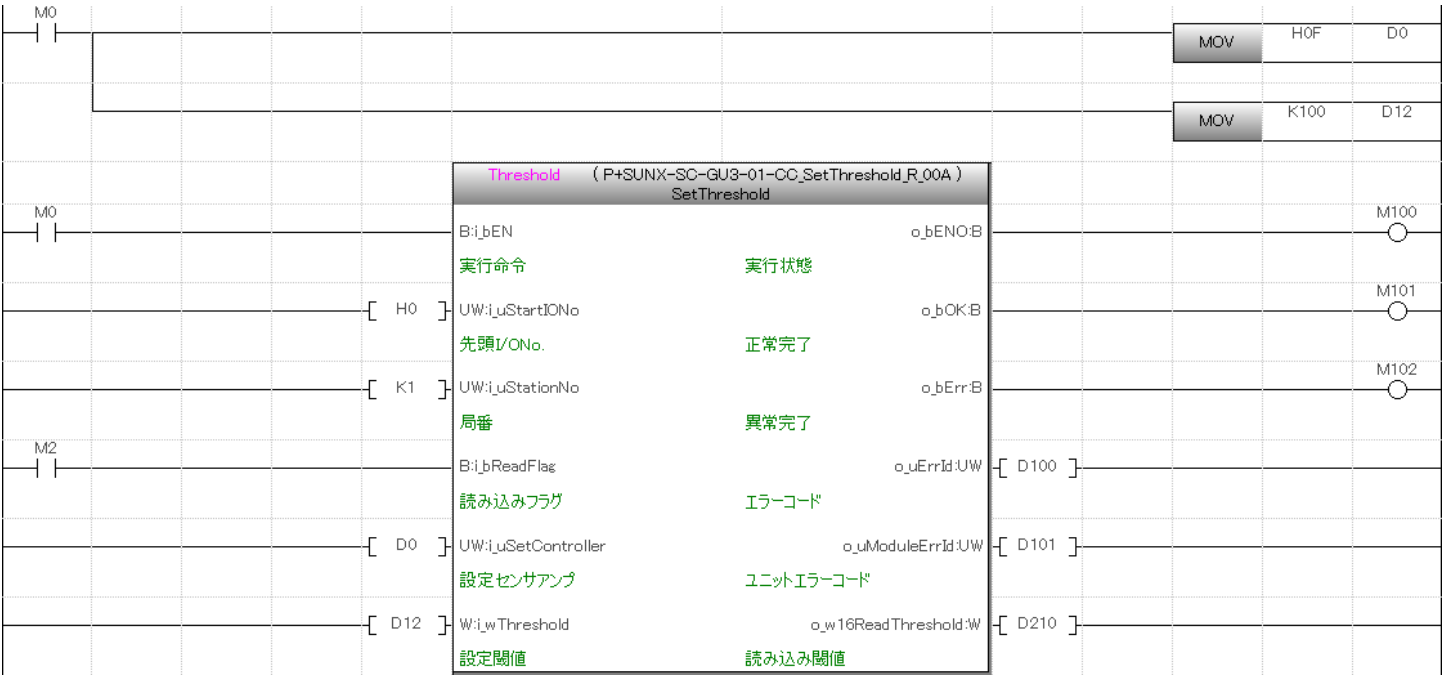 M0
MOV H0F D0
MOV K100 D12
Threshold (P+SUNX-SC-GU3-01-CC_SetThreshold_R_00A)
SetThreshold
M0 B:i_bEN o_bENO:B M100
実行命令 実行状態
H0 UW:i_uStartIONo o_bOK:B M101
先頭I/ONo. 正常完了
K1 UW:i_uStationNo o_bErr:B M102
局番 異常完了
M2 B:i_bReadFlag o_uErrId:UW D100
読み込みフラグ エラーコード
D0 UW:i_uSetController o_uModuleErrId:UW D101
設定センサアンプ ユニットエラーコード
D12 W:i_wThreshold o_w16ReadThreshold:W D210
設定閾値 読み込み閾値